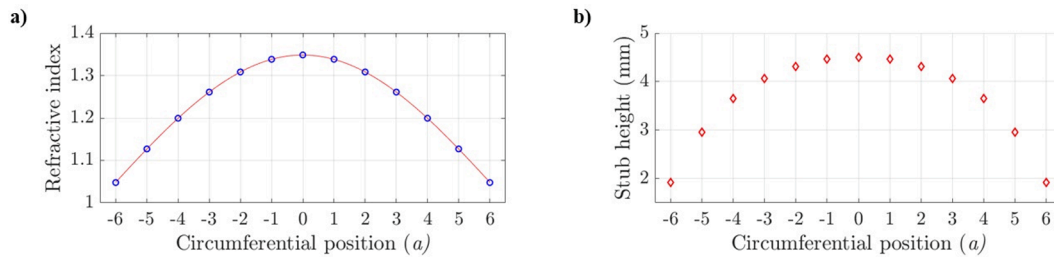 a)
Refractive index
1.4
1.3
1.2
1.1
1
-6 -5 -4 -3 -2 -1 0 1 2 3 4 5 6
Circumferential position (a)
b)
Stub height (mm)
5
4
3
2
-6 -5 -4 -3 -2 -1 0 1 2 3 4 5 6
Circumferential position (a)